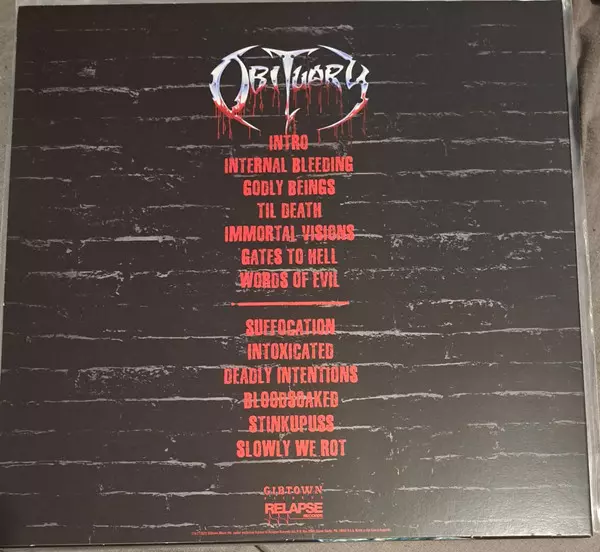 OBITUARY
INTRO
INTERNAL BLEEDING
GODLY BEINGS
TIL DEATH
IMMORTAL VISIONS
GATES TO HELL
WORDS OF EVIL
SUFFOCATION
INTOXICATED
DEADLY INTENTIONS
BLOODSOAKED
STINKUPUSS
SLOWLY WE ROT
GIBTOWN
RELAPSE
RECORDS